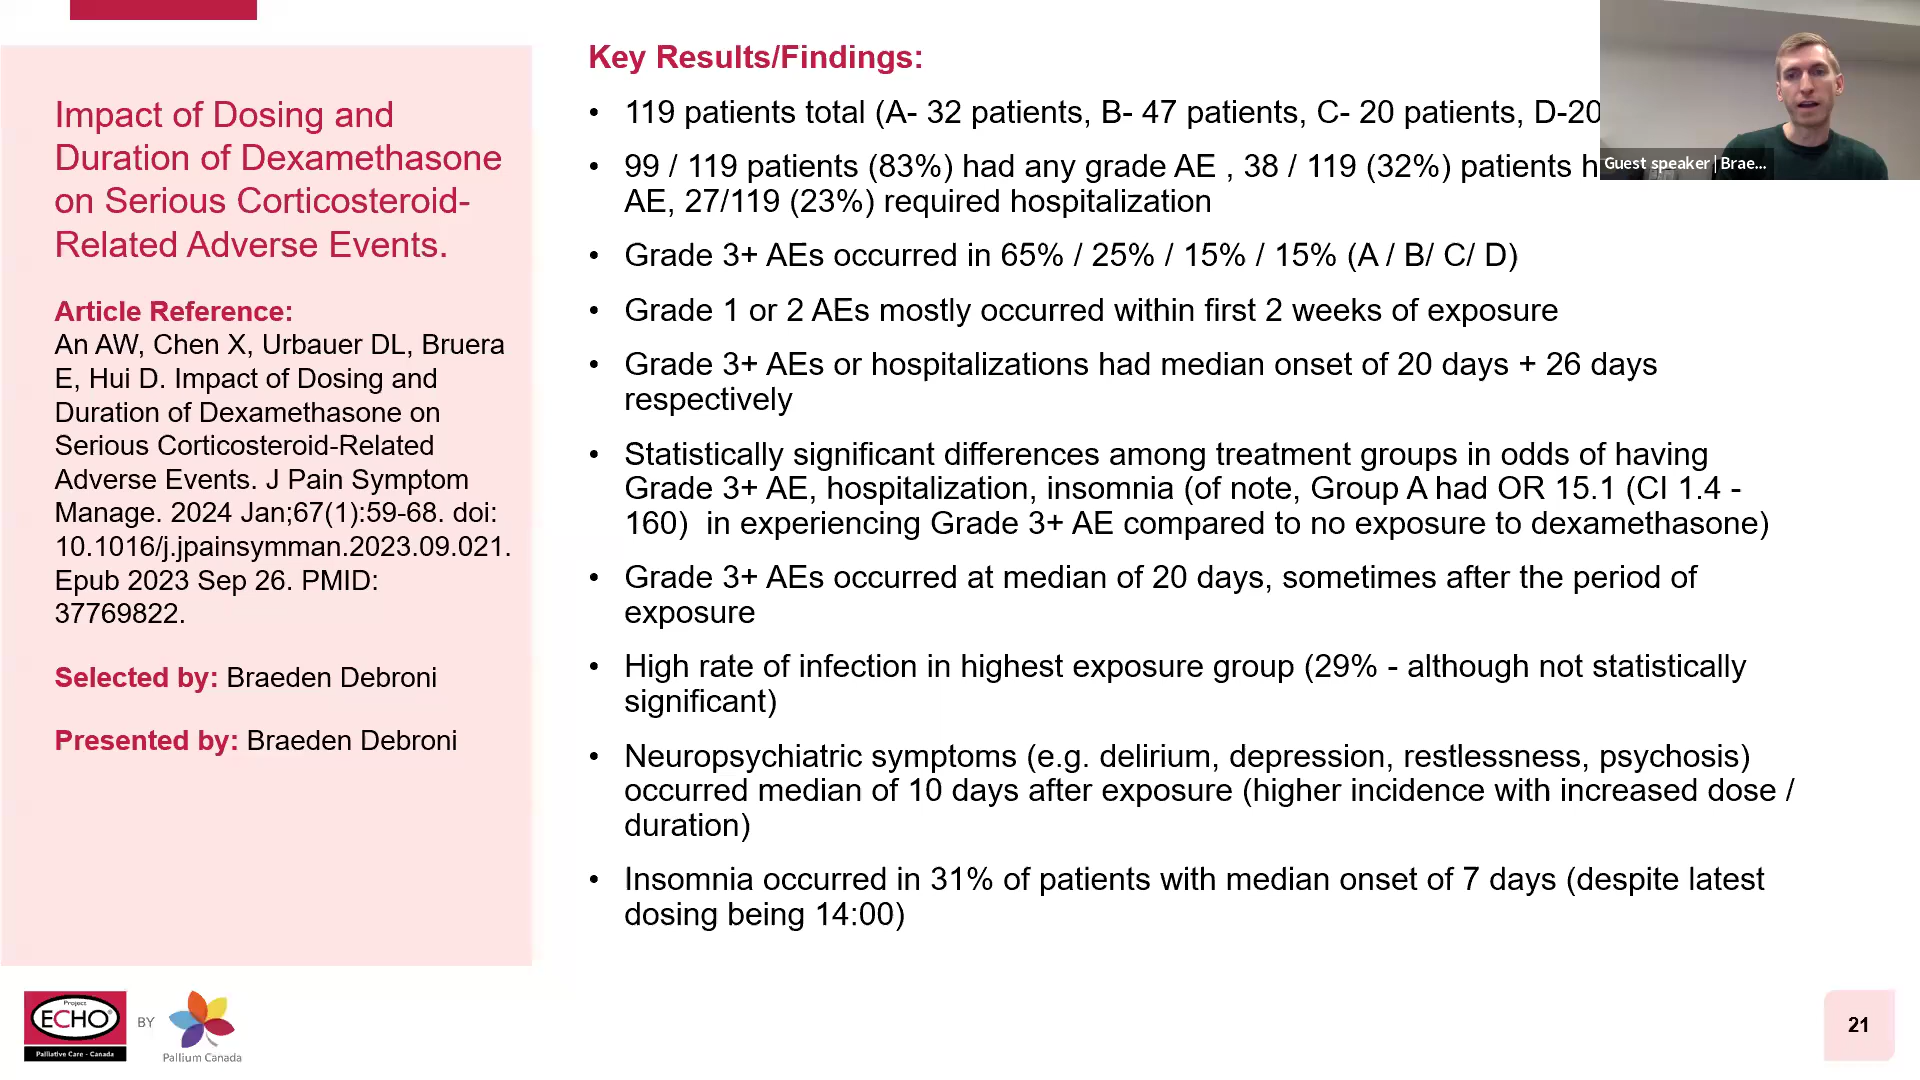 Impact of Dosing and
Duration of Dexamethasone
on Serious Corticosteroid-
Related Adverse Events.
Article Reference:
An AW, Chen X, Urbauer DL, Bruera
E, Hui D. Impact of Dosing and
Duration of Dexamethasone on
Serious Corticosteroid-Related
Adverse Events. J Pain Symptom
Manage. 2024 Jan;67(1):59-68. doi:
10.1016/j.jpainsymman.2023.09.021.
Epub 2023 Sep 26. PMID:
37769822.
Selected by: Braeden Debroni
Presented by: Braeden Debroni
Key Results/Findings:
• 119 patients total (A- 32 patients, B- 47 patients, C- 20 patients, D-20
• 99 / 119 patients (83%) had any grade AE , 38 / 119 (32%) patients h
AE, 27/119 (23%) required hospitalization
• Grade 3+ AEs occurred in 65% / 25% / 15% / 15% (A / B/ C/ D)
• Grade 1 or 2 AEs mostly occurred within first 2 weeks of exposure
• Grade 3+ AEs or hospitalizations had median onset of 20 days + 26 days
respectively
• Statistically significant differences among treatment groups in odds of having
Grade 3+ AE, hospitalization, insomnia (of note, Group A had OR 15.1 (CI 1.4 -
160)  in experiencing Grade 3+ AE compared to no exposure to dexamethasone)
• Grade 3+ AEs occurred at median of 20 days, sometimes after the period of
exposure
• High rate of infection in highest exposure group (29% - although not statistically
significant)
• Neuropsychiatric symptoms (e.g. delirium, depression, restlessness, psychosis)
occurred median of 10 days after exposure (higher incidence with increased dose /
duration)
• Insomnia occurred in 31% of patients with median onset of 7 days (despite latest
dosing being 14:00)
Guest speaker | Brae...
Project
ECHO®
Palliative Care - Canada
BY
Pallium Canada
21